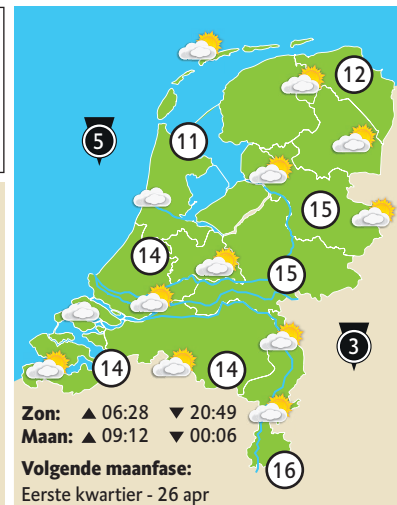 12
5
11
15
14
15
3
14
14
Zon: ▲ 06:28 ▼ 20:49
Maan: ▲ 09:12 ▼ 00:06
Volgende maanfase:
16
Eerste kwartier - 26 apr